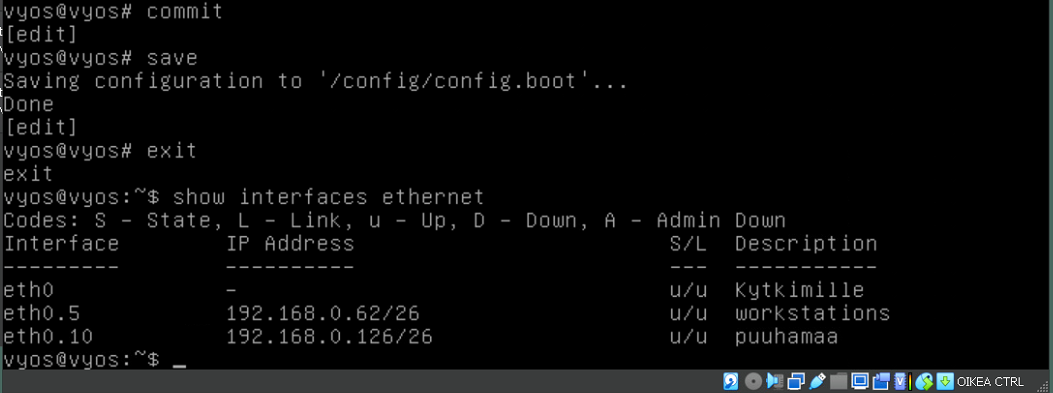 vyos@vyos# commit
[edit]
vyos@vyos# save
Saving configuration to '/config/config.boot'...
Done
[edit]
vyos@vyos# exit
exit
vyos@vyos:~$ show interfaces ethernet
Codes: S - State, L - Link, u - Up, D - Down, A - Admin Down
Interface IP Address S/L Description
--------- ---------- --- -----------
eth0 - u/u Kytkimille
eth0.5 192.168.0.62/26 u/u workstations
eth0.10 192.168.0.126/26 u/u puuhamaa
vyos@vyos:~$ _
OIKEA CTRL